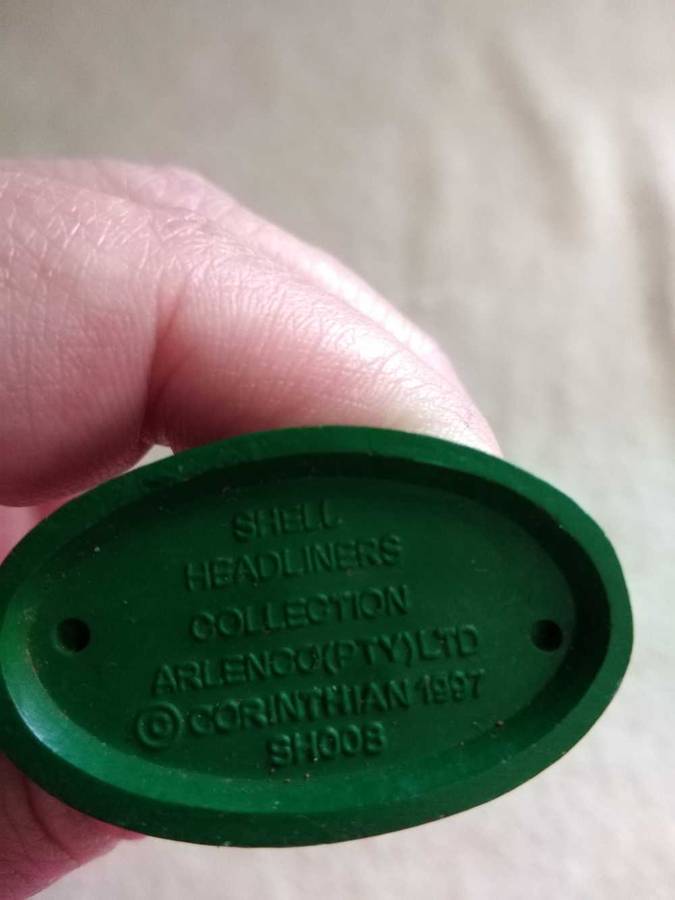 SHELL
HEADLINERS
COLLECTION
ARLENCO(PTY)LTD
© CORINTHIAN 1997
SH008